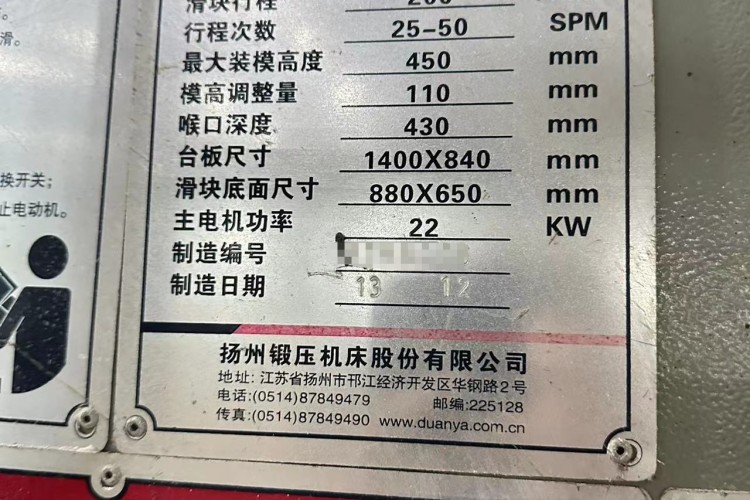 滑块行程 200
行程次数 25-50 SPM
最大装模高度 450 mm
模高调整量 110 mm
喉口深度 430 mm
台板尺寸 1400X840 mm
滑块底面尺寸 880X650 mm
主电机功率 22 KW
制造编号
制造日期 13 12
扬州锻压机床股份有限公司
地址: 江苏省扬州市邗江经济开发区华钢路2号
电话:(0514)87849479 邮编:225128
传真:(0514)87849490 www.duanya.com.cn
滑。
换开关;
止电动机。